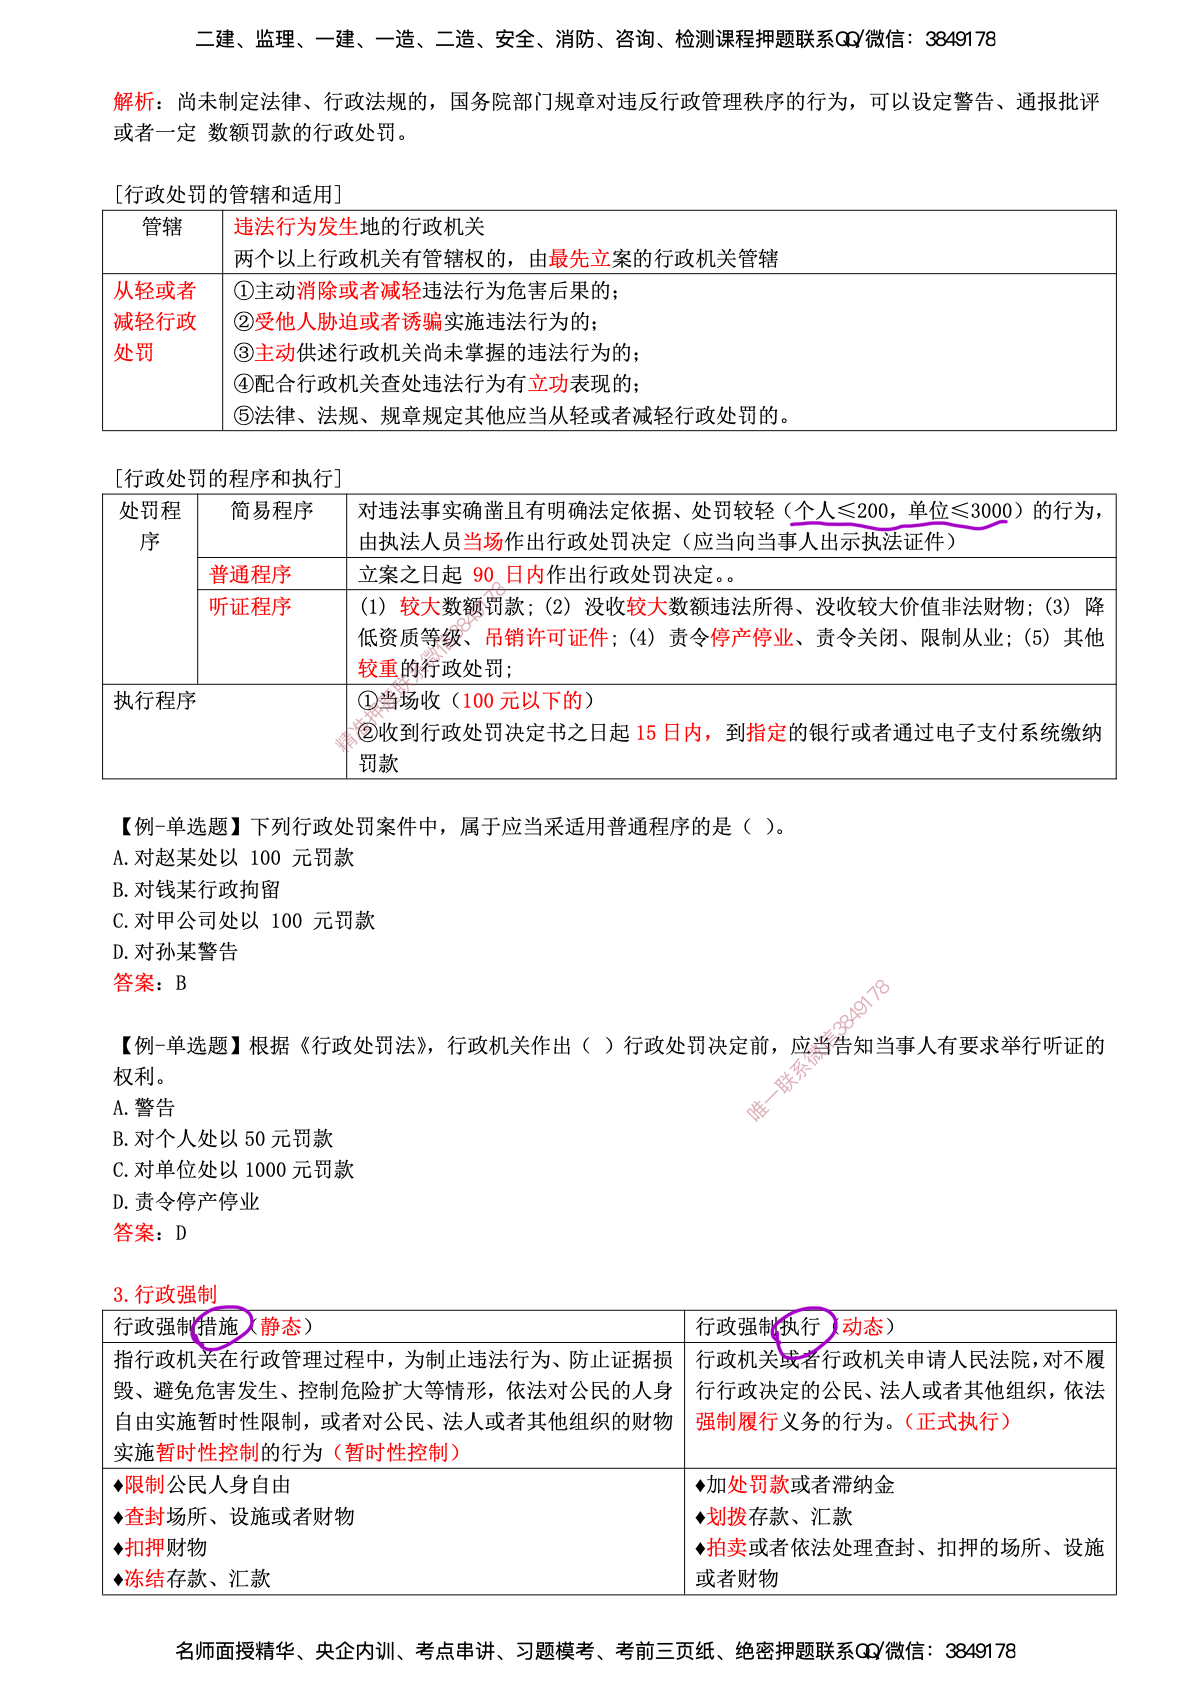 二建、监理、一建、一造、二造、安全、消防、咨询、检测课程押题联系QQ/微信：3849178
解析：尚未制定法律、行政法规的，国务院部门规章对违反行政管理秩序的行为，可以设定警告、通报批评
或者一定 数额罚款的行政处罚。
[行政处罚的管辖和适用]
管辖
违法行为发生地的行政机关
两个以上行政机关有管辖权的，由最先立案的行政机关管辖
从轻或者
减轻行政
处罚
①主动消除或者减轻违法行为危害后果的；
②受他人胁迫或者诱骗实施违法行为的；
③主动供述行政机关尚未掌握的违法行为的；
④配合行政机关查处违法行为有立功表现的；
⑤法律、法规、规章规定其他应当从轻或者减轻行政处罚的。
[行政处罚的程序和执行]
处罚程
序
简易程序
对违法事实确凿且有明确法定依据、处罚较轻（个人≤200，单位≤3000）的行为，
由执法人员当场作出行政处罚决定（应当向当事人出示执法证件）
普通程序
立案之日起 90 日内作出行政处罚决定。。
听证程序
(1) 较大数额罚款；(2) 没收较大数额违法所得、没收较大价值非法财物；(3) 降
低资质等级、吊销许可证件；(4) 责令停产停业、责令关闭、限制从业；(5) 其他
较重的行政处罚；
执行程序
①当场收（100 元以下的）
②收到行政处罚决定书之日起 15 日内，到指定的银行或者通过电子支付系统缴纳
罚款
精准押题联系微信3849178
【例-单选题】下列行政处罚案件中，属于应当采适用普通程序的是（ ）。
A.对赵某处以 100 元罚款
B.对钱某行政拘留
C.对甲公司处以 100 元罚款
D.对孙某警告
答案：B
唯一联系微信3849178
【例-单选题】根据《行政处罚法》，行政机关作出（ ）行政处罚决定前，应当告知当事人有要求举行听证的
权利。
A.警告
B.对个人处以 50 元罚款
C.对单位处以 1000 元罚款
D.责令停产停业
答案：D
3.行政强制
行政强制措施（静态）
行政强制执行（动态）
指行政机关在行政管理过程中，为制止违法行为、防止证据损
毁、避免危害发生、控制危险扩大等情形，依法对公民的人身
自由实施暂时性限制，或者对公民、法人或者其他组织的财物
实施暂时性控制的行为（暂时性控制）
行政机关或者行政机关申请人民法院，对不履
行行政决定的公民、法人或者其他组织，依法
强制履行义务的行为。（正式执行）
♦限制公民人身自由
♦查封场所、设施或者财物
♦扣押财物
♦冻结存款、汇款
♦加处罚款或者滞纳金
♦划拨存款、汇款
♦拍卖或者依法处理查封、扣押的场所、设施
或者财物
名师面授精华、央企内训、考点串讲、习题模考、考前三页纸、绝密押题联系QQ/微信：3849178